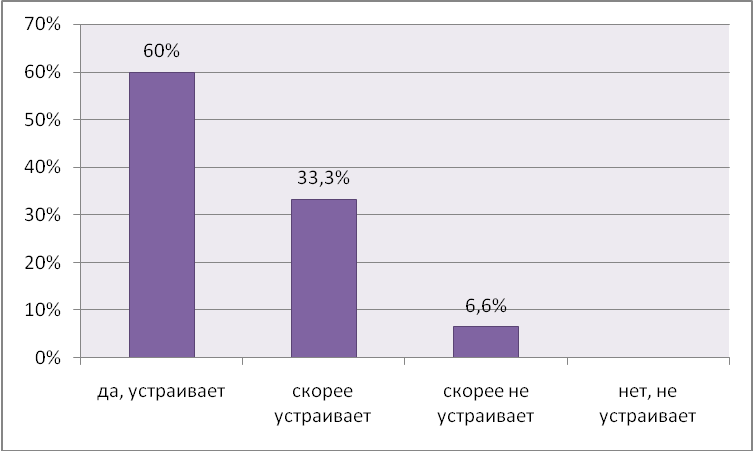 70%
60%
50%
40%
30%
20%
10%
0%
60%
33,3%
6,6%
да, устраивает
скорее
устраивает
скорее не
устраивает
нет, не
устраивает